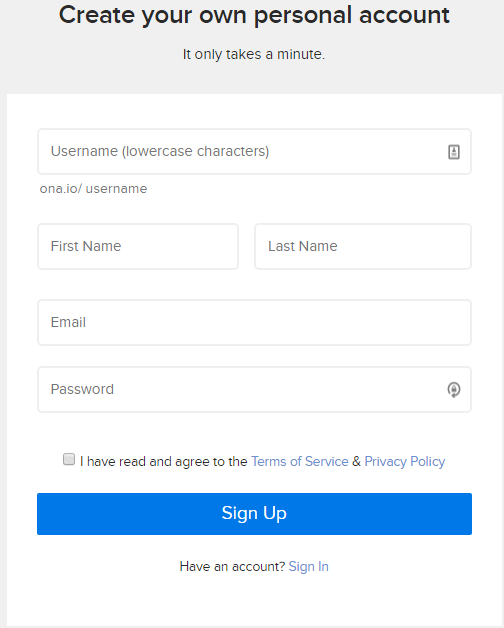 Create your own personal account
It only takes a minute.
Username (lowercase characters)
ona.io/ username
First Name
Last Name
Email
Password
I have read and agree to the Terms of Service & Privacy Policy
Sign Up
Have an account? Sign In